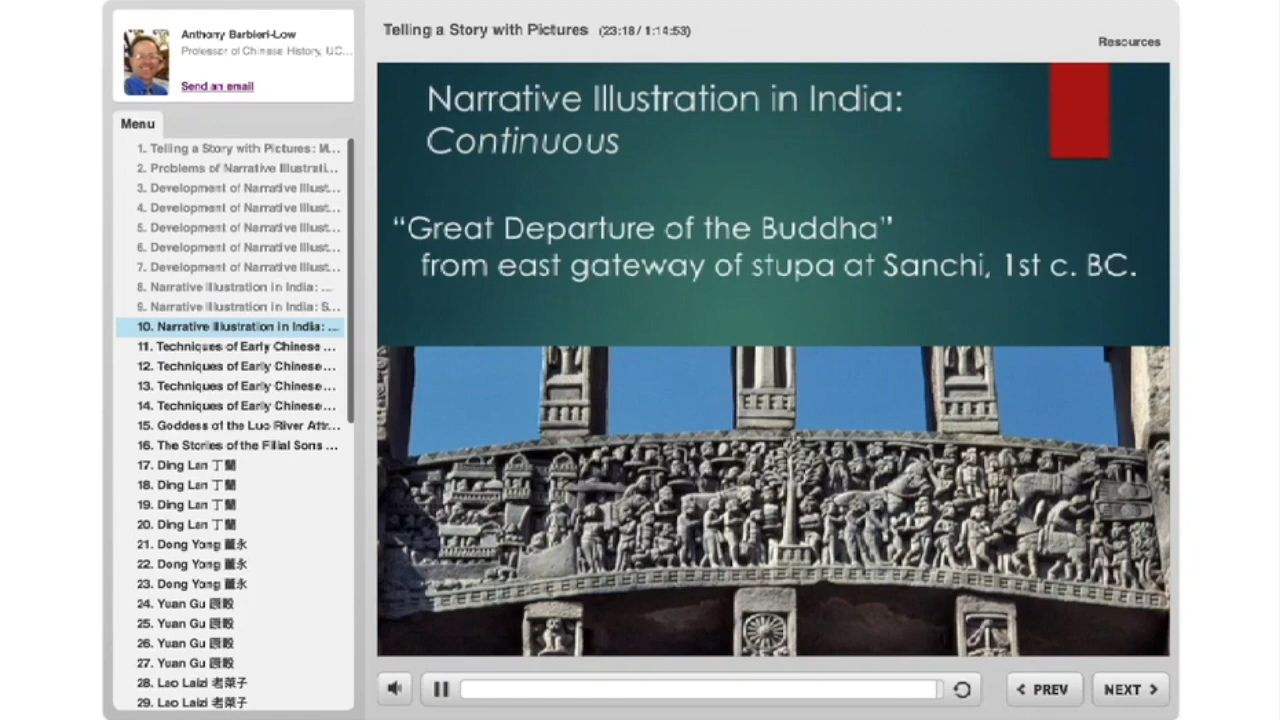 Anthony Barbieri-Low
Professor of Chinese History, UC...
Send an email
Telling a Story with Pictures (23:18 / 1:14:53)
Resources
Menu
1. Telling a Story with Pictures: M...
2. Problems of Narrative Illustrati...
3. Development of Narrative Illust...
4. Development of Narrative Illust...
5. Development of Narrative Illust...
6. Development of Narrative Illust...
7. Development of Narrative Illust...
8. Narrative Illustration in India: ...
9. Narrative Illustration in India: S...
10. Narrative Illustration in India: ...
11. Techniques of Early Chinese ...
12. Techniques of Early Chinese ...
13. Techniques of Early Chinese ...
14. Techniques of Early Chinese ...
15. Goddess of the Luo River Attr...
16. The Stories of the Filial Sons ...
17. Ding Lan 丁蘭
18. Ding Lan 丁蘭
19. Ding Lan 丁蘭
20. Ding Lan 丁蘭
21. Dong Yong 董永
22. Dong Yong 董永
23. Dong Yong 董永
24. Yuan Gu
25. Yuan Gu
26. Yuan Gu
27. Yuan Gu
28. Lao Laizi 老萊子
29. Lao Laizi 老萊子
Narrative Illustration in India:
Continuous
“Great Departure of the Buddha”
from east gateway of stupa at Sanchi, 1st c. BC.
PREV
NEXT